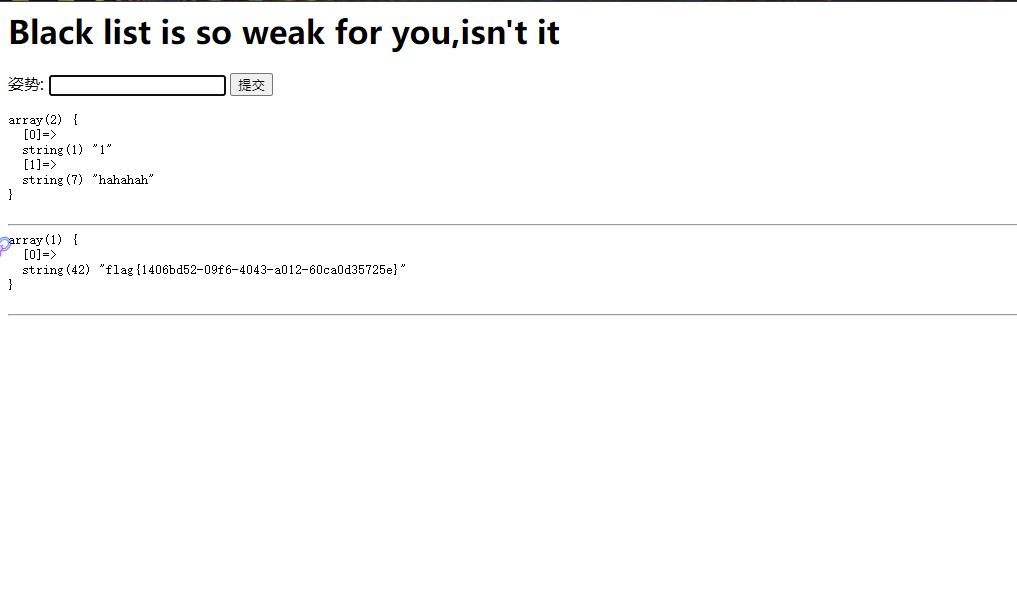 Black list is so weak for you,isn't it
姿势: 提交
array(2) {
  [0]=>
  string(1) "1"
  [1]=>
  string(7) "hahahah"
}
array(1) {
  [0]=>
  string(42) "flag{1406bd52-09f6-4043-a012-60ca0d35725e}"
}